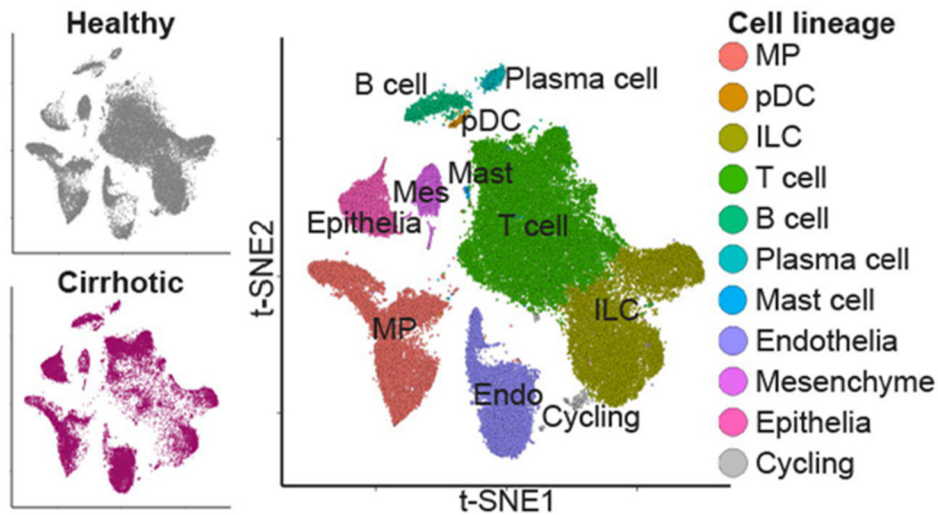 Healthy
Cirrhotic
B cell
Plasma cell
pDC
Mast
Mes
Epithelia
T cell
ILC
MP
Endo
Cycling
t-SNE2
t-SNE1
Cell lineage
MP
pDC
ILC
T cell
B cell
Plasma cell
Mast cell
Endothelia
Mesenchyme
Epithelia
Cycling